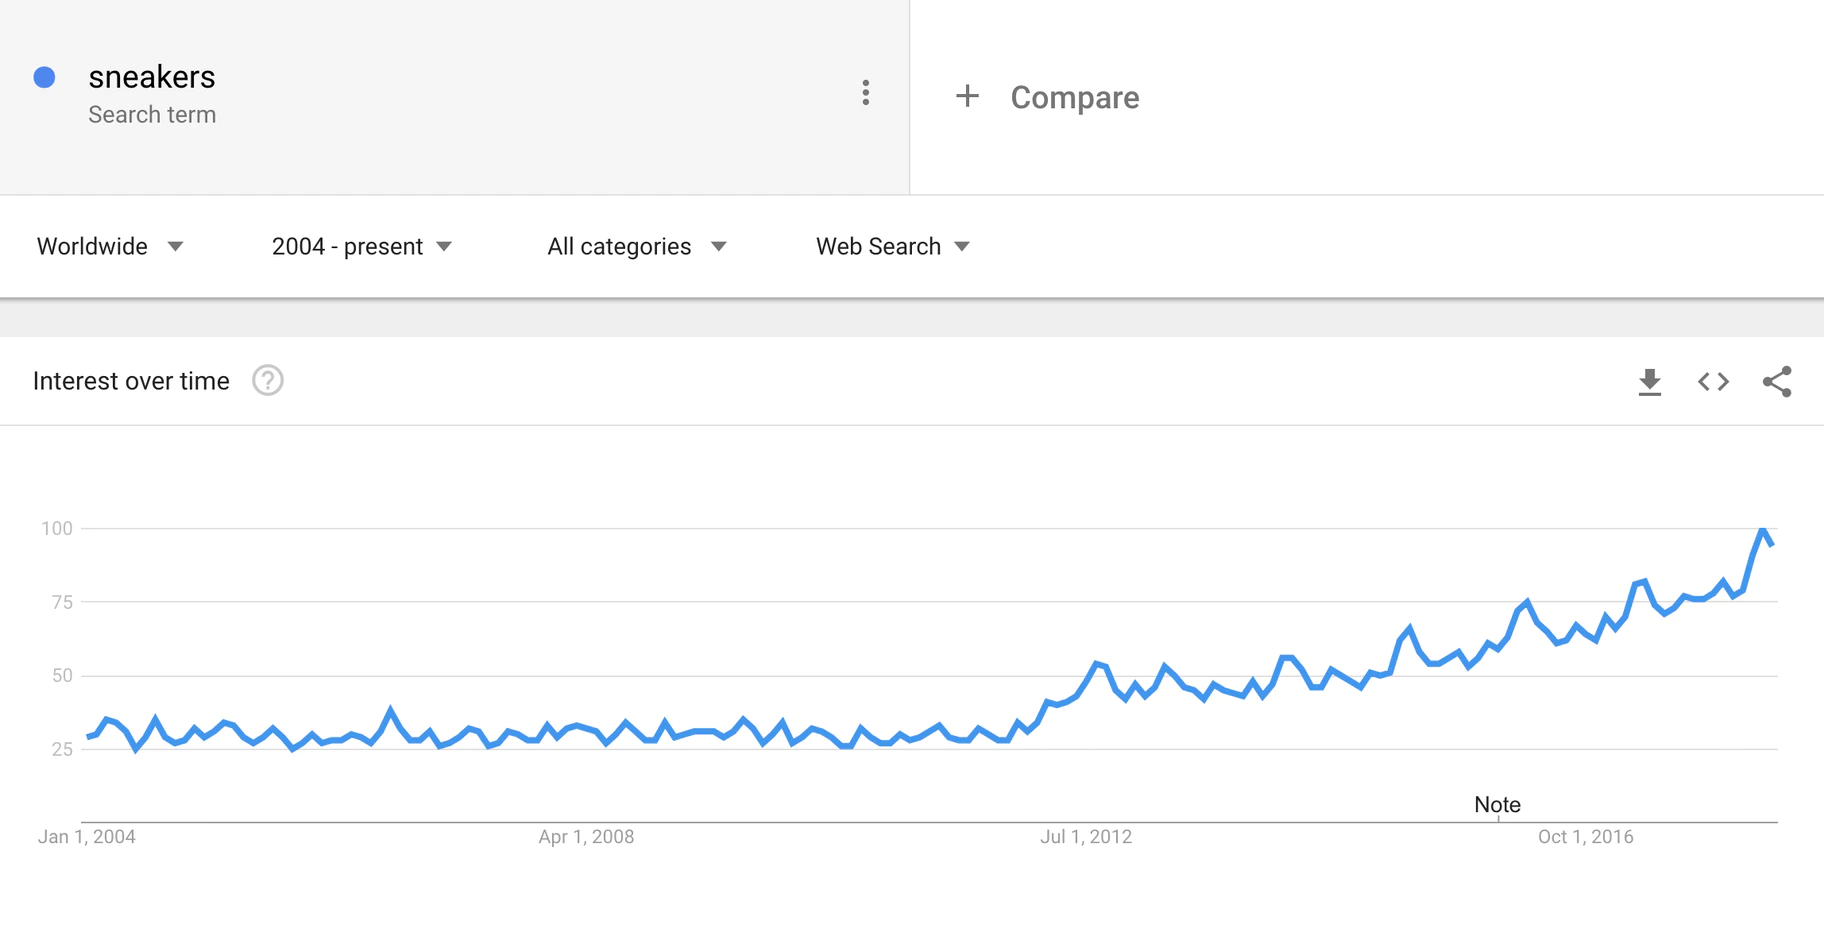 sneakers
Search term
+ Compare
Worldwide
2004 - present
All categories
Web Search
Interest over time
100
75
50
25
Note
Jan 1, 2004
Apr 1, 2008
Jul 1, 2012
Oct 1, 2016